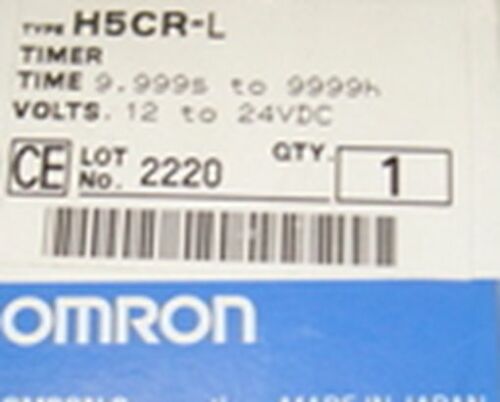 TYPE H5CR-L
TIMER
TIME 9.999s to 9999h
VOLTS. 12 to 24VDC
CE LOT No. 2220 QTY. 1
OMRON
MADE IN JAPAN